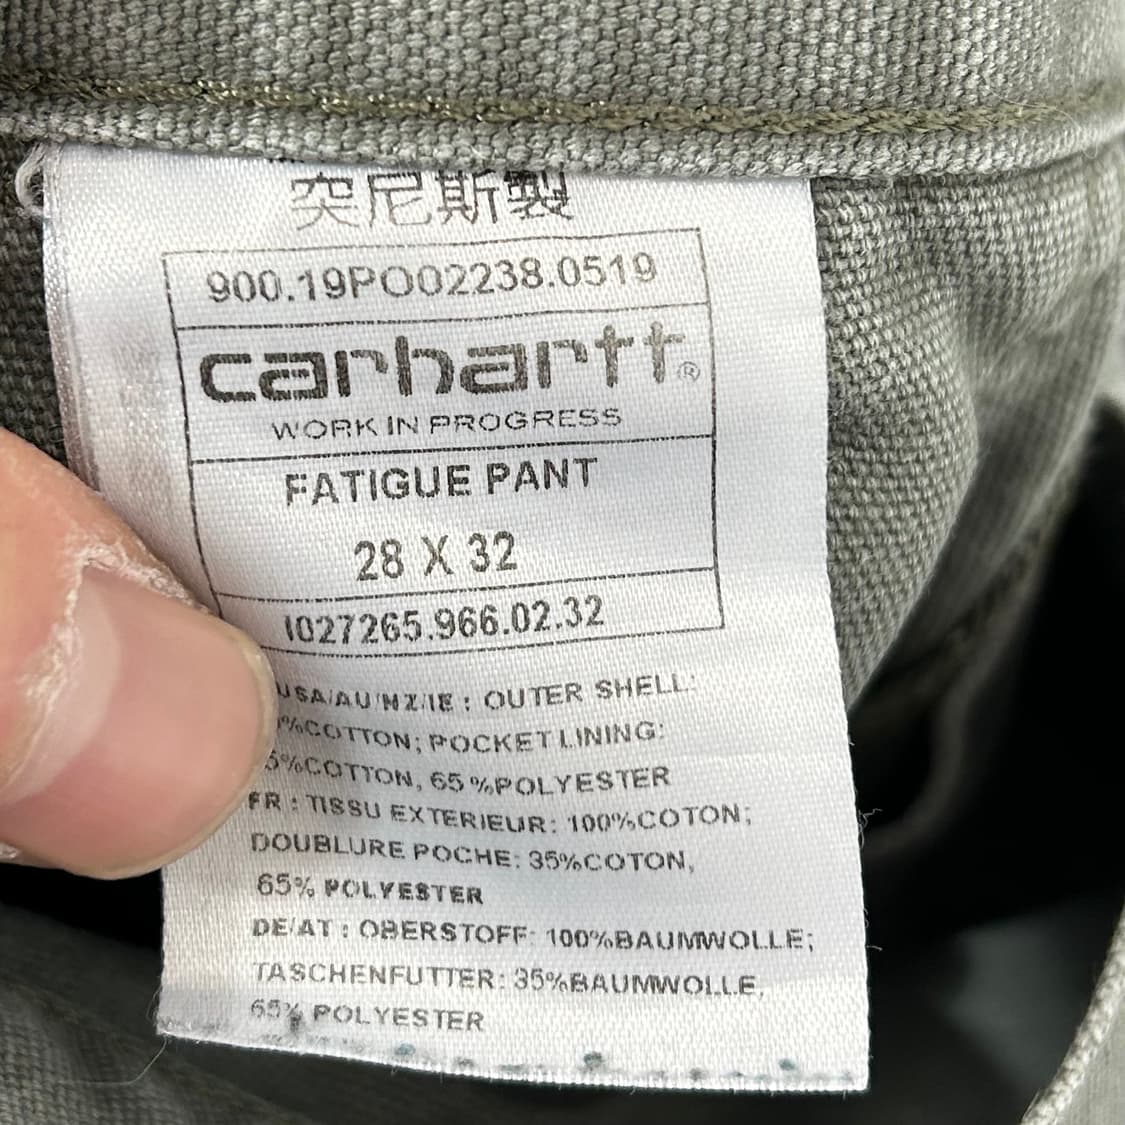 突尼斯製
900.19PO02238.0519
carhartt®
WORK IN PROGRESS
FATIGUE PANT
28 X 32
I027265.966.02.32
USA/AU/NZ/IE : OUTER SHELL:
%COTTON; POCKET LINING:
5%COTTON, 65%POLYESTER
FR : TISSU EXTERIEUR: 100%COTON;
DOUBLURE POCHE: 35%COTON,
65% POLYESTER
DE/AT : OBERSTOFF: 100%BAUMWOLLE;
TASCHENFUTTER: 35%BAUMWOLLE,
65% POLYESTER